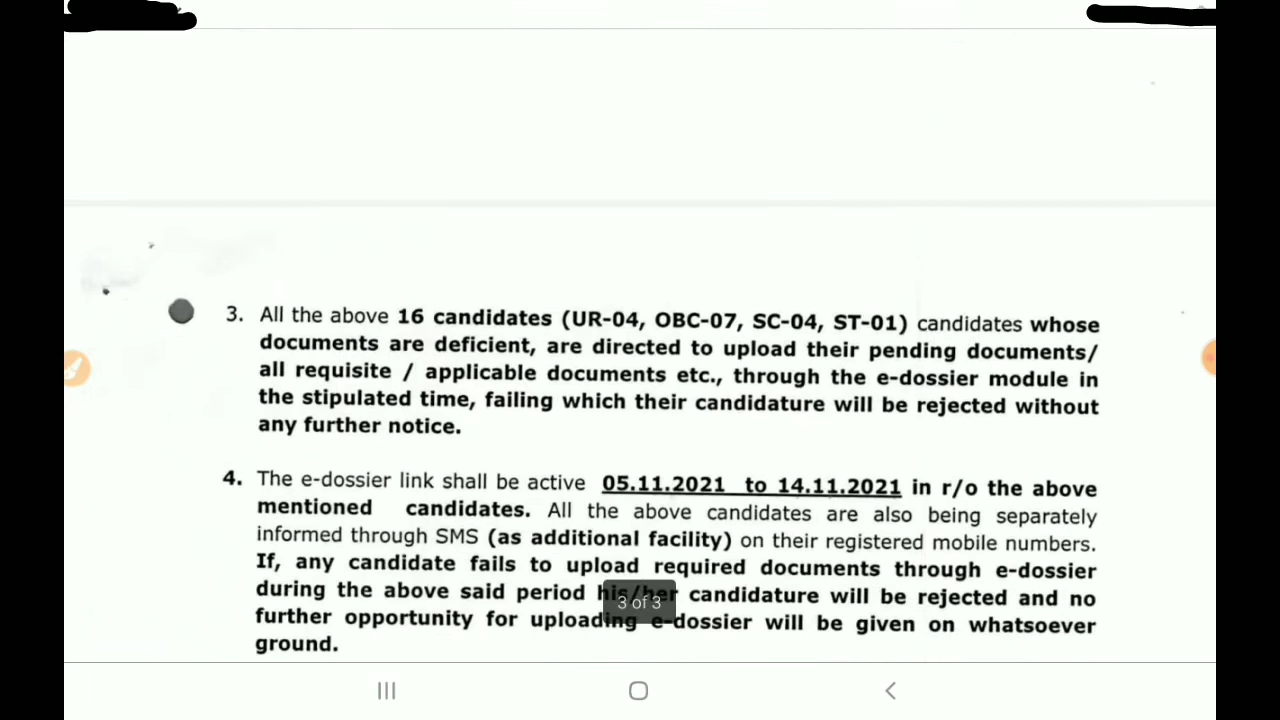 3. All the above 16 candidates (UR-04, OBC-07, SC-04, ST-01) candidates whose
documents are deficient, are directed to upload their pending documents/
all requisite / applicable documents etc., through the e-dossier module in
the stipulated time, failing which their candidature will be rejected without
any further notice.
4. The e-dossier link shall be active 05.11.2021 to 14.11.2021 in r/o the above
mentioned candidates. All the above candidates are also being separately
informed through SMS (as additional facility) on their registered mobile numbers.
If, any candidate fails to upload required documents through e-dossier
during the above said period his/her candidature will be rejected and no
3 of 3
further opportunity for uploading e-dossier will be given on whatsoever
ground.